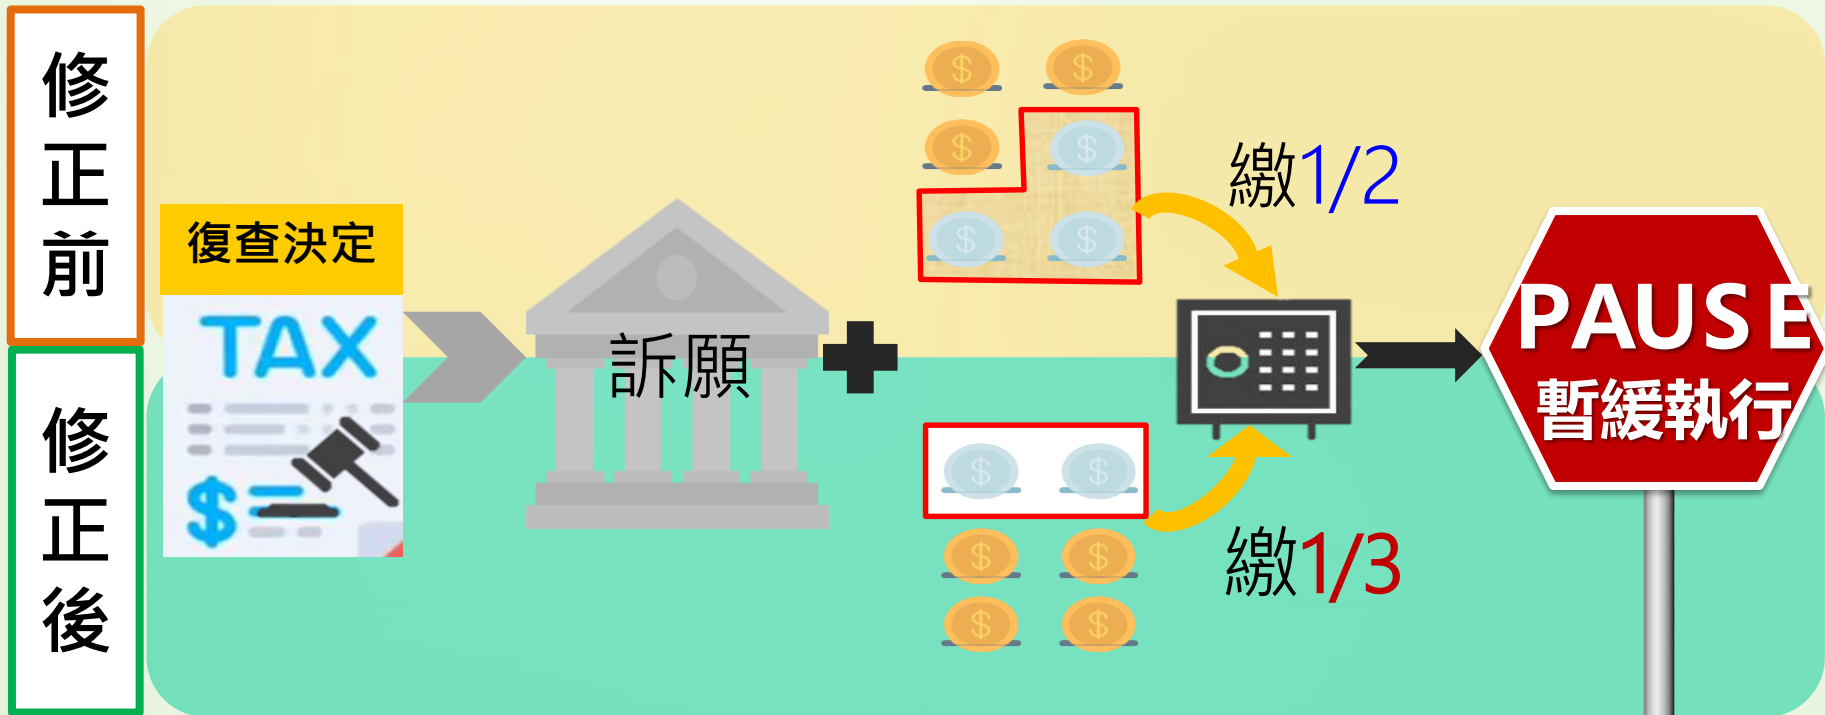 修正前
修正後
復查決定
TAX
$
訴願
$ $
$ $
$ $
繳1/2
$ $
$ $
$ $
繳1/3
PAUSE
暫緩執行